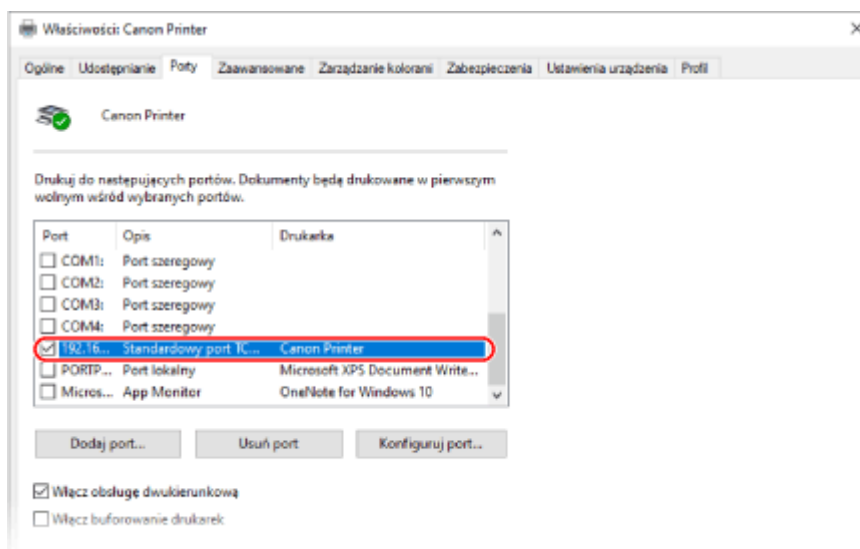 Właściwości: Canon Printer
Ogólne Udostępnianie Porty Zaawansowane Zarządzanie kolorami Zabezpieczenia Ustawienia urządzenia Profil
Canon Printer
Drukuj do następujących portów. Dokumenty będą drukowane w pierwszym
wolnym wśród wybranych portów.
Port Opis Drukarka
COM1: Port szeregowy
COM2: Port szeregowy
COM3: Port szeregowy
COM4: Port szeregowy
192.16... Standardowy port TC... Canon Printer
PORTP... Port lokalny Microsoft XPS Document Write...
Micros... App Monitor OneNote for Windows 10
Dodaj port... Usuń port Konfiguruj port...
Włącz obsługę dwukierunkową
Włącz buforowanie drukarek